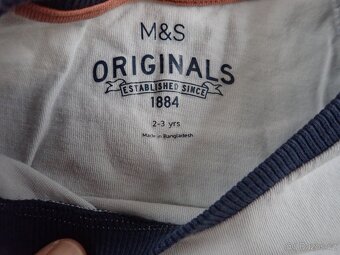 M&S
ORIGINALS
ESTABLISHED SINCE
1884
2-3 yrs
Made in Bangladesh